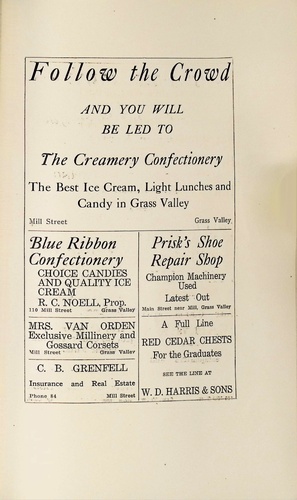 Follow the Crowd
AND YOU WILL
BE LED TO
The Creamery Confectionery
The Best Ice Cream, Light Lunches and
Candy in Grass Valley
Mill Street Grass Valley
Blue Ribbon
Confectionery
CHOICE CANDIES
AND QUALITY ICE
CREAM
R. C. NOELL, Prop.
110 Mill Street Grass Valley
MRS. VAN ORDEN
Exclusive Millinery and
Gossard Corsets
Mill Street Grass Valley
C. B. GRENFELL
Insurance and Real Estate
Phone 84 Mill Street
Prisk's Shoe
Repair Shop
Champion Machinery
Used
Latest Out
Main Street near Mill, Grass Valley
A Full Line
of
RED CEDAR CHESTS
For the Graduates
SEE THE LINE AT
W. D. HARRIS & SONS